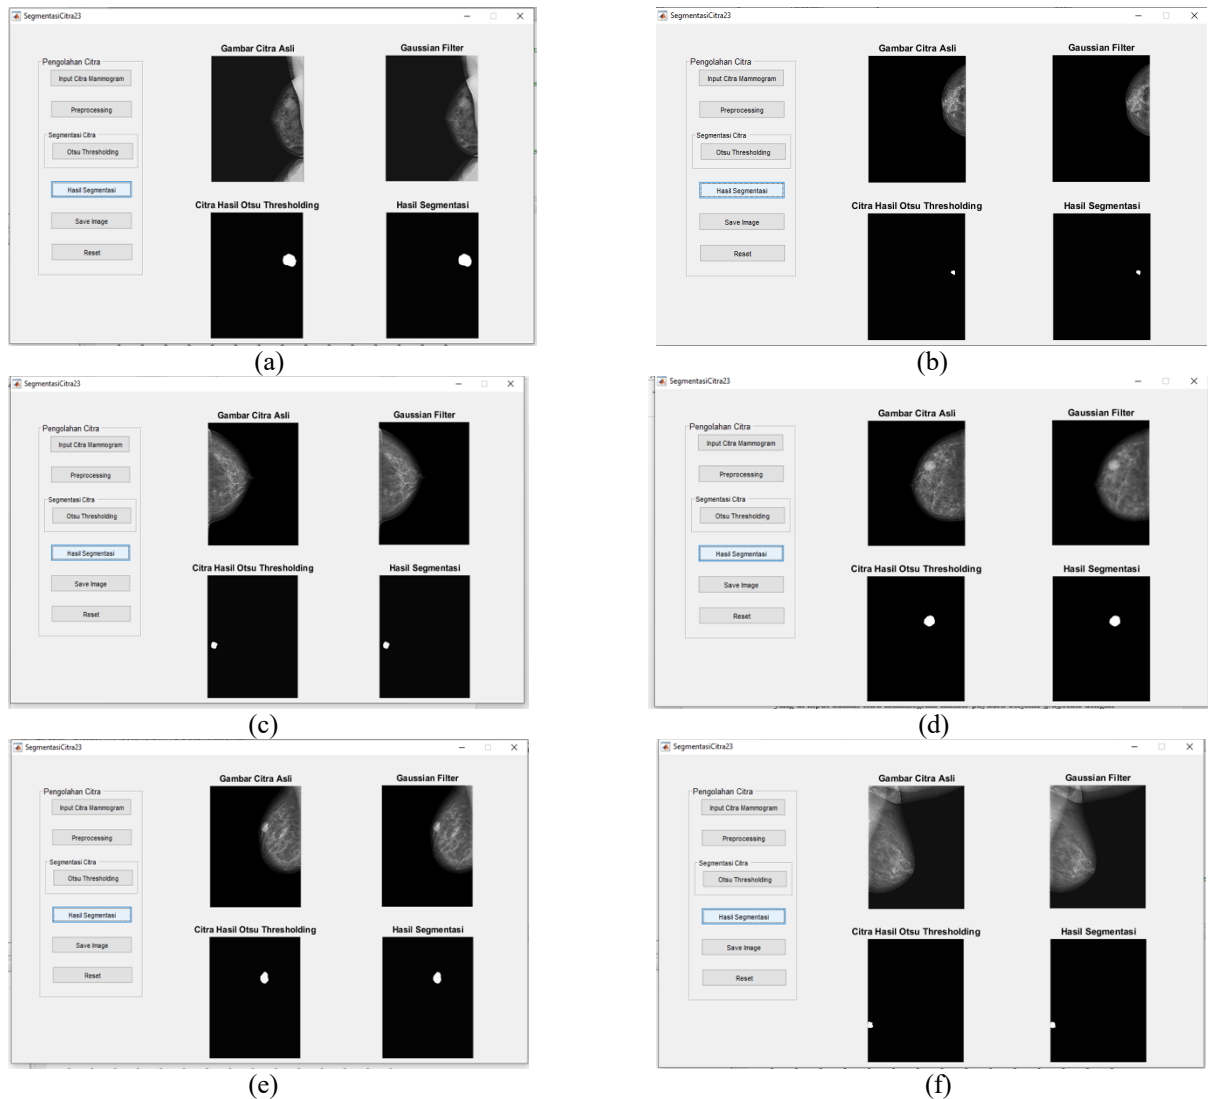 SegmentasiCitra23
Gambar Citra Asli
Gaussian Filter
Pengolahan Citra
Input Citra Mammogram
Preprocessing
Segmentasi Citra
Otsu Thresholding
Hasil Segmentasi
Save Image
Reset
Citra Hasil Otsu Thresholding
Hasil Segmentasi
(a)
SegmentasiCitra23
Gambar Citra Asli
Gaussian Filter
Pengolahan Citra
Input Citra Mammogram
Preprocessing
Segmentasi Citra
Otsu Thresholding
Hasil Segmentasi
Save Image
Reset
Citra Hasil Otsu Thresholding
Hasil Segmentasi
(b)
SegmentasiCitra23
Gambar Citra Asli
Gaussian Filter
Pengolahan Citra
Input Citra Mammogram
Preprocessing
Segmentasi Citra
Otsu Thresholding
Hasil Segmentasi
Save Image
Reset
Citra Hasil Otsu Thresholding
Hasil Segmentasi
(c)
SegmentasiCitra23
Gambar Citra Asli
Gaussian Filter
Pengolahan Citra
Input Citra Mammogram
Preprocessing
Segmentasi Citra
Otsu Thresholding
Hasil Segmentasi
Save Image
Reset
Citra Hasil Otsu Thresholding
Hasil Segmentasi
(d)
SegmentasiCitra23
Gambar Citra Asli
Gaussian Filter
Pengolahan Citra
Input Citra Mammogram
Preprocessing
Segmentasi Citra
Otsu Thresholding
Hasil Segmentasi
Save Image
Reset
Citra Hasil Otsu Thresholding
Hasil Segmentasi
(e)
SegmentasiCitra23
Gambar Citra Asli
Gaussian Filter
Pengolahan Citra
Input Citra Mammogram
Preprocessing
Segmentasi Citra
Otsu Thresholding
Hasil Segmentasi
Save Image
Reset
Citra Hasil Otsu Thresholding
Hasil Segmentasi
(f)